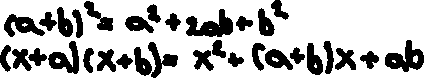 (a+b)² = a² + 2ab + b²
(x+a)(x+b) = x² + (a+b)x + ab